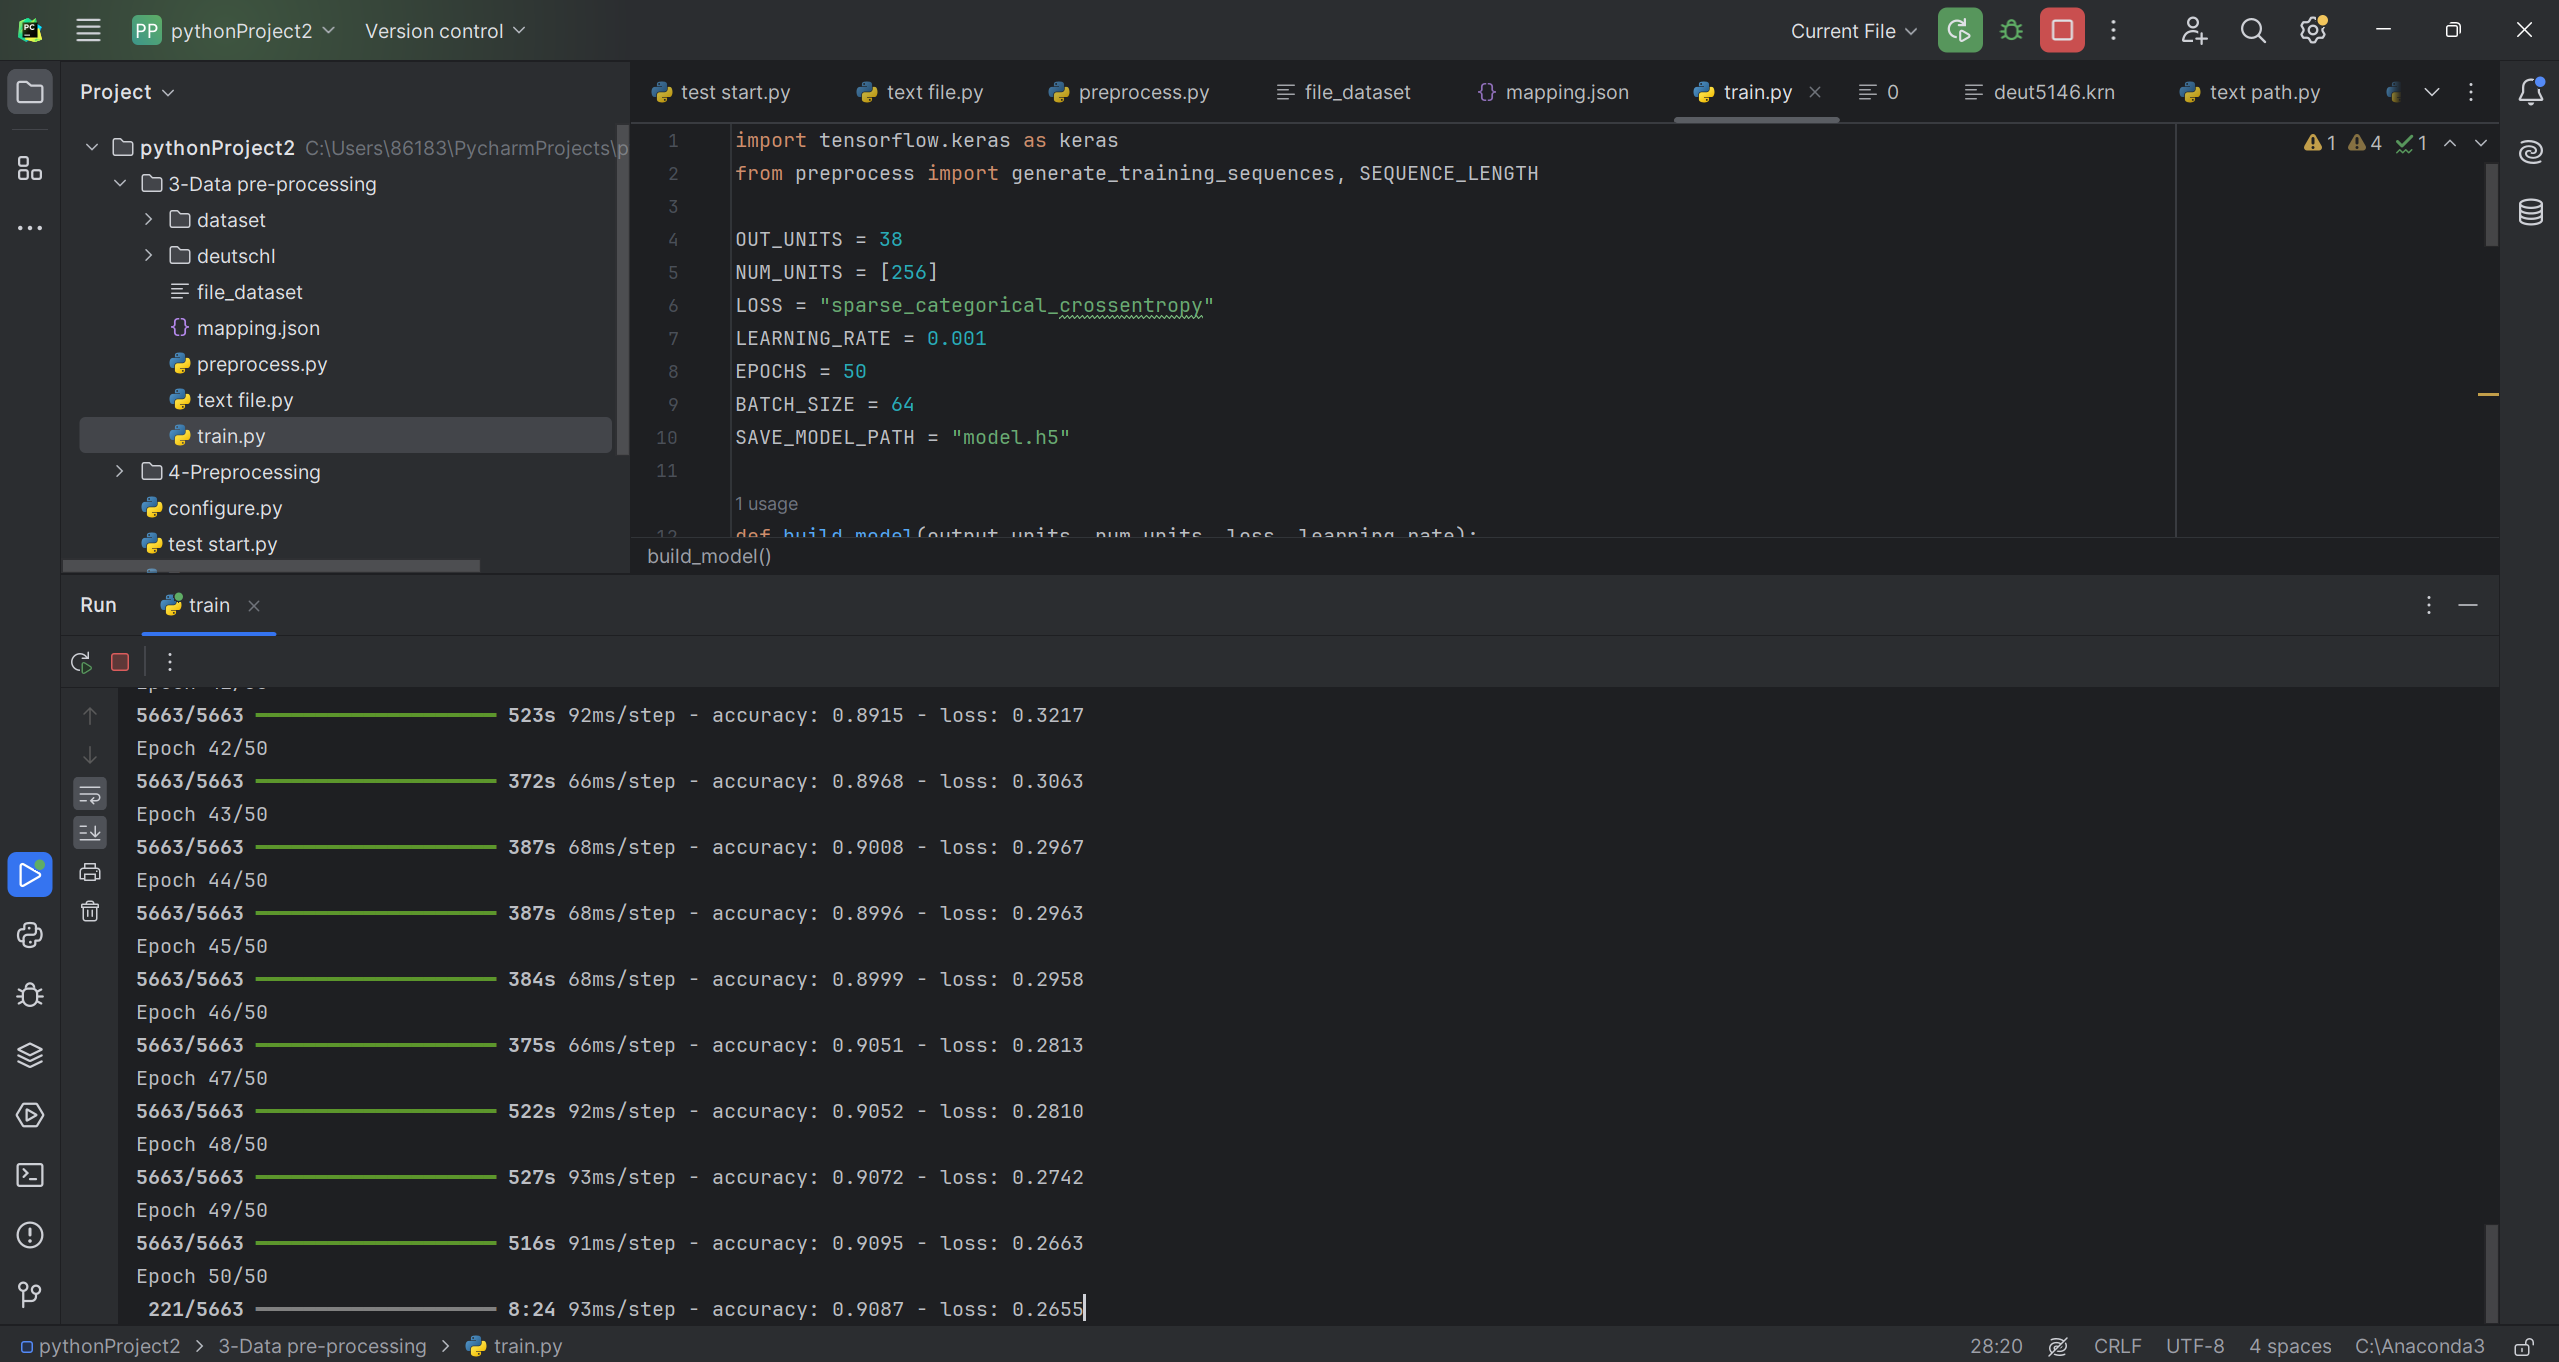 PP pythonProject2 Version control Current File
Project
test start.py text file.py preprocess.py file_dataset mapping.json train.py 0 deut5146.krn text path.py
pythonProject2 C:\Users\86183\PycharmProjects\p
3-Data pre-processing
dataset
deutschl
file_dataset
mapping.json
preprocess.py
text file.py
train.py
4-Preprocessing
configure.py
test start.py
1 4 1
1 import tensorflow.keras as keras
2 from preprocess import generate_training_sequences, SEQUENCE_LENGTH
3
4 OUT_UNITS = 38
5 NUM_UNITS = [256]
6 LOSS = "sparse_categorical_crossentropy"
7 LEARNING_RATE = 0.001
8 EPOCHS = 50
9 BATCH_SIZE = 64
10 SAVE_MODEL_PATH = "model.h5"
11
1 usage
12 def build_model(output_units, num_units, loss, learning_rate):
build_model()
Run train
5663/5663 523s 92ms/step - accuracy: 0.8915 - loss: 0.3217
Epoch 42/50
5663/5663 372s 66ms/step - accuracy: 0.8968 - loss: 0.3063
Epoch 43/50
5663/5663 387s 68ms/step - accuracy: 0.9008 - loss: 0.2967
Epoch 44/50
5663/5663 387s 68ms/step - accuracy: 0.8996 - loss: 0.2963
Epoch 45/50
5663/5663 384s 68ms/step - accuracy: 0.8999 - loss: 0.2958
Epoch 46/50
5663/5663 375s 66ms/step - accuracy: 0.9051 - loss: 0.2813
Epoch 47/50
5663/5663 522s 92ms/step - accuracy: 0.9052 - loss: 0.2810
Epoch 48/50
5663/5663 527s 93ms/step - accuracy: 0.9072 - loss: 0.2742
Epoch 49/50
5663/5663 516s 91ms/step - accuracy: 0.9095 - loss: 0.2663
Epoch 50/50
221/5663 8:24 93ms/step - accuracy: 0.9087 - loss: 0.2655
pythonProject2 > 3-Data pre-processing > train.py 28:20 CRLF UTF-8 4 spaces C:\Anaconda3